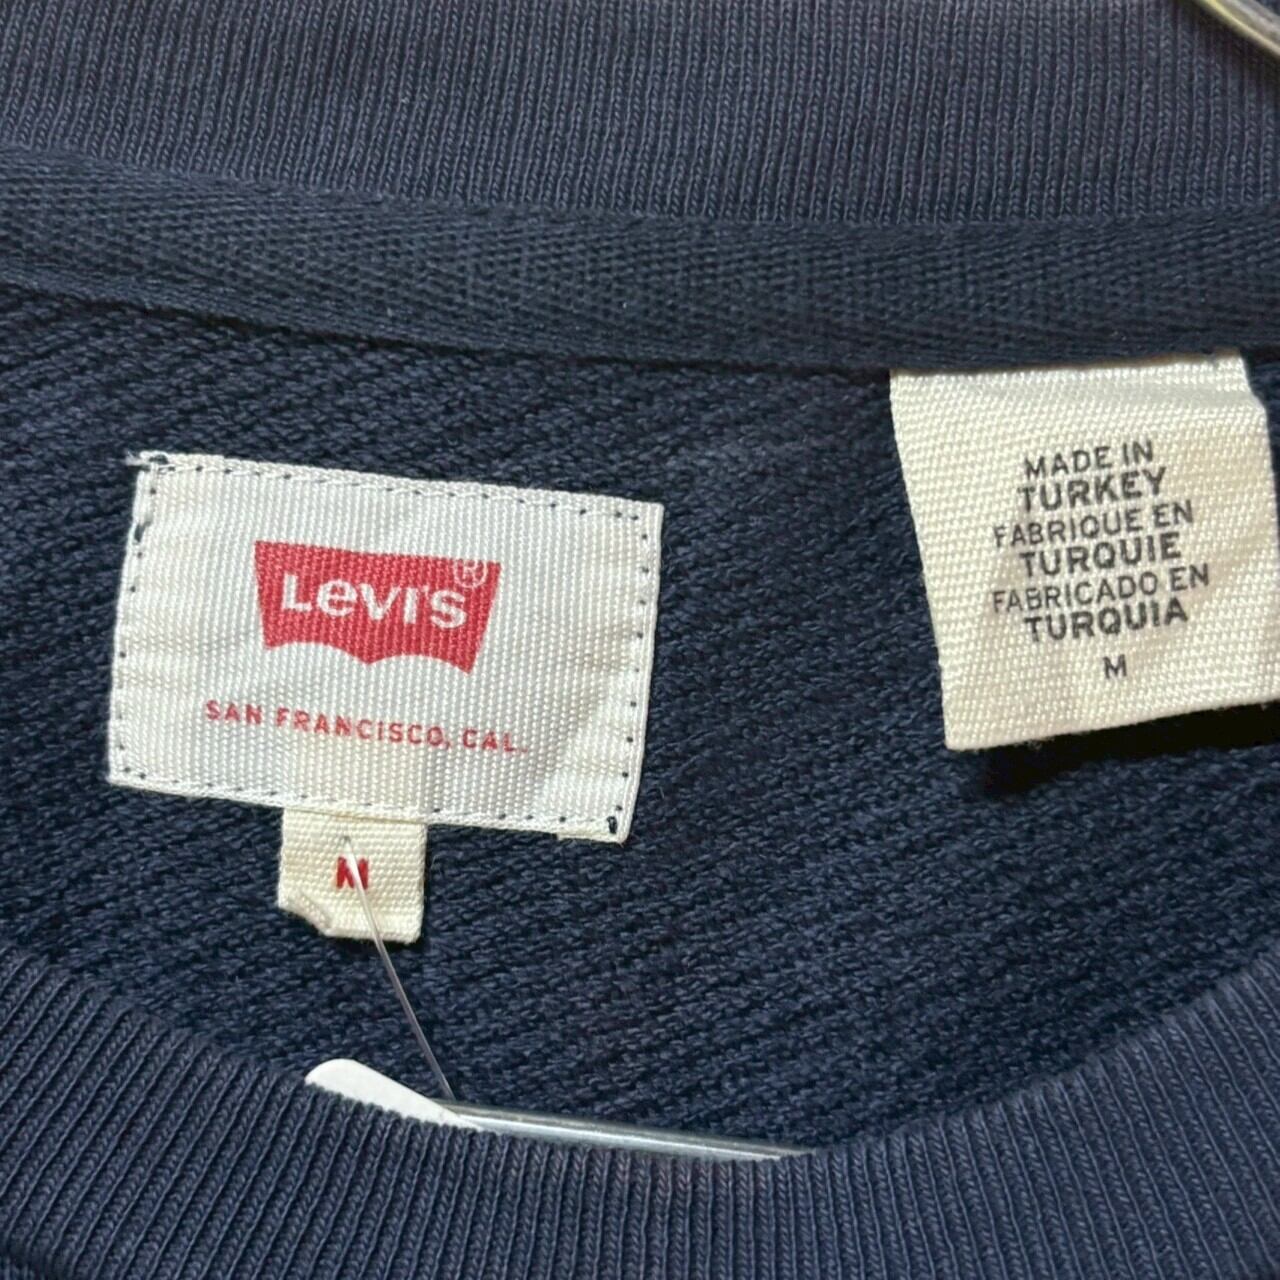 Levi's®
SAN FRANCISCO, CAL.
M
MADE IN
TURKEY
FABRIQUE EN
TURQUIE
FABRICADO EN
TURQUIA
M